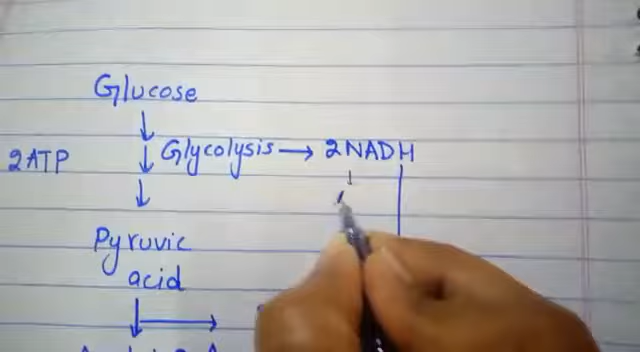 Glucose
2ATP Glycolysis → 2NADH
Pyruvic
acid